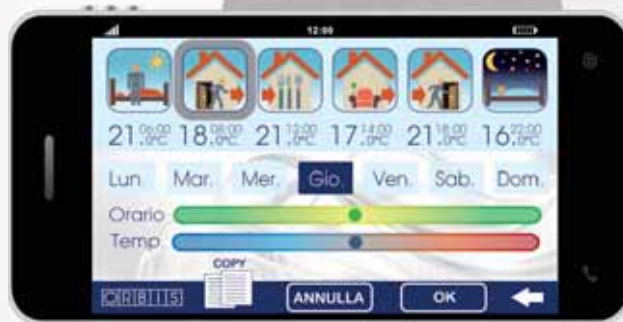 12:00
21.0°C 06:00 18.0°C 08:00 21.0°C 12:00 17.0°C 14:00 21.0°C 18:00 16.0°C 22:00
Lun. Mar. Mer. Gio. Ven. Sab. Dom.
Orario
Temp.
COPY
ORBIS ANNULLA OK